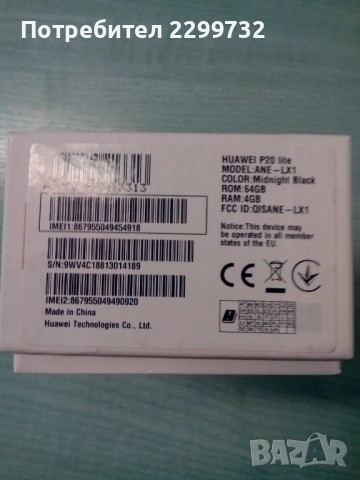 Потребител 2299732
HUAWEI P20 lite
MODEL:ANE-LX1
COLOR:Midnight Black
ROM:64GB
RAM:4GB
FCC ID:QISANE-LX1
Notice:This device may
be operated in all member
states of the EU.
IMEI1:867955049454918
S/N:9WV4C18813014189
IMEI2:867955049490920
Made in China
Huawei Technologies Co., Ltd.
CE
BAZAR
bg